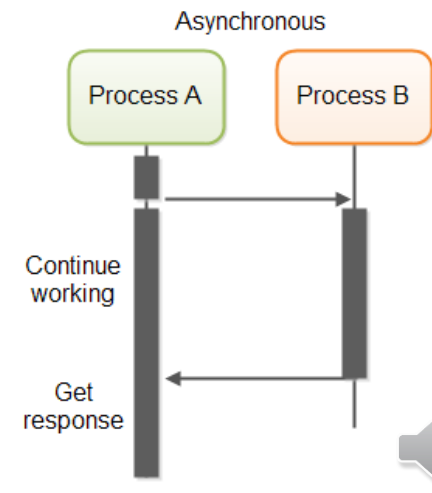 Asynchronous
Process A
Process B
Continue
working
Get
response